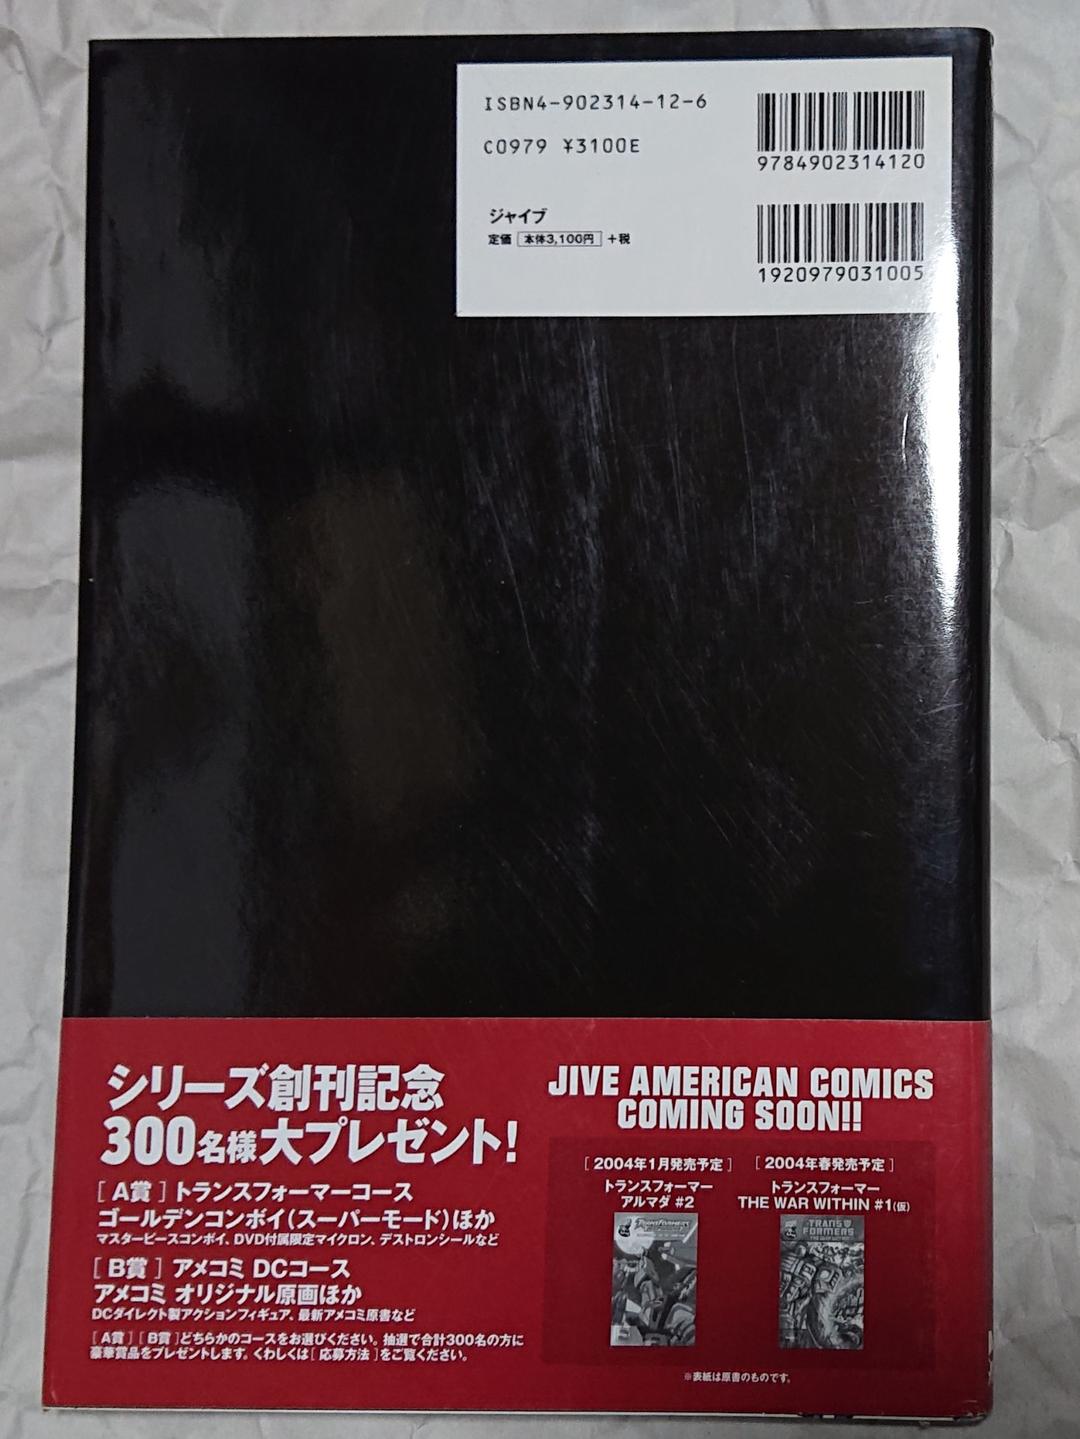 ISBN4-902314-12-6
C0979 ¥3100E
9784902314120
ジャイブ
定価 本体3,100円 +税
1920979031005
シリーズ創刊記念
300名様大プレゼント!
[A賞]トランスフォーマーコース
ゴールデンコンボイ(スーパーモード)ほか
マスターピースコンボイ、DVD付属限定マイクロン、デストロンシールなど
[B賞]アメコミ DCコース
アメコミ オリジナル原画ほか
DCダイレクト製アクションフィギュア、最新アメコミ原書など
[A賞][B賞]どちらかのコースをお選びください。抽選で合計300名の方に
豪華賞品をプレゼントします。くわしくは[応募方法]をご覧ください。
JIVE AMERICAN COMICS
COMING SOON!!
[2004年1月発売予定]
トランスフォーマー
アルマダ #2
TRANSFORMERS
[2004年春発売予定]
トランスフォーマー
THE WAR WITHIN #1(仮)
TRANSFORMERS
※表紙は原書のものです。